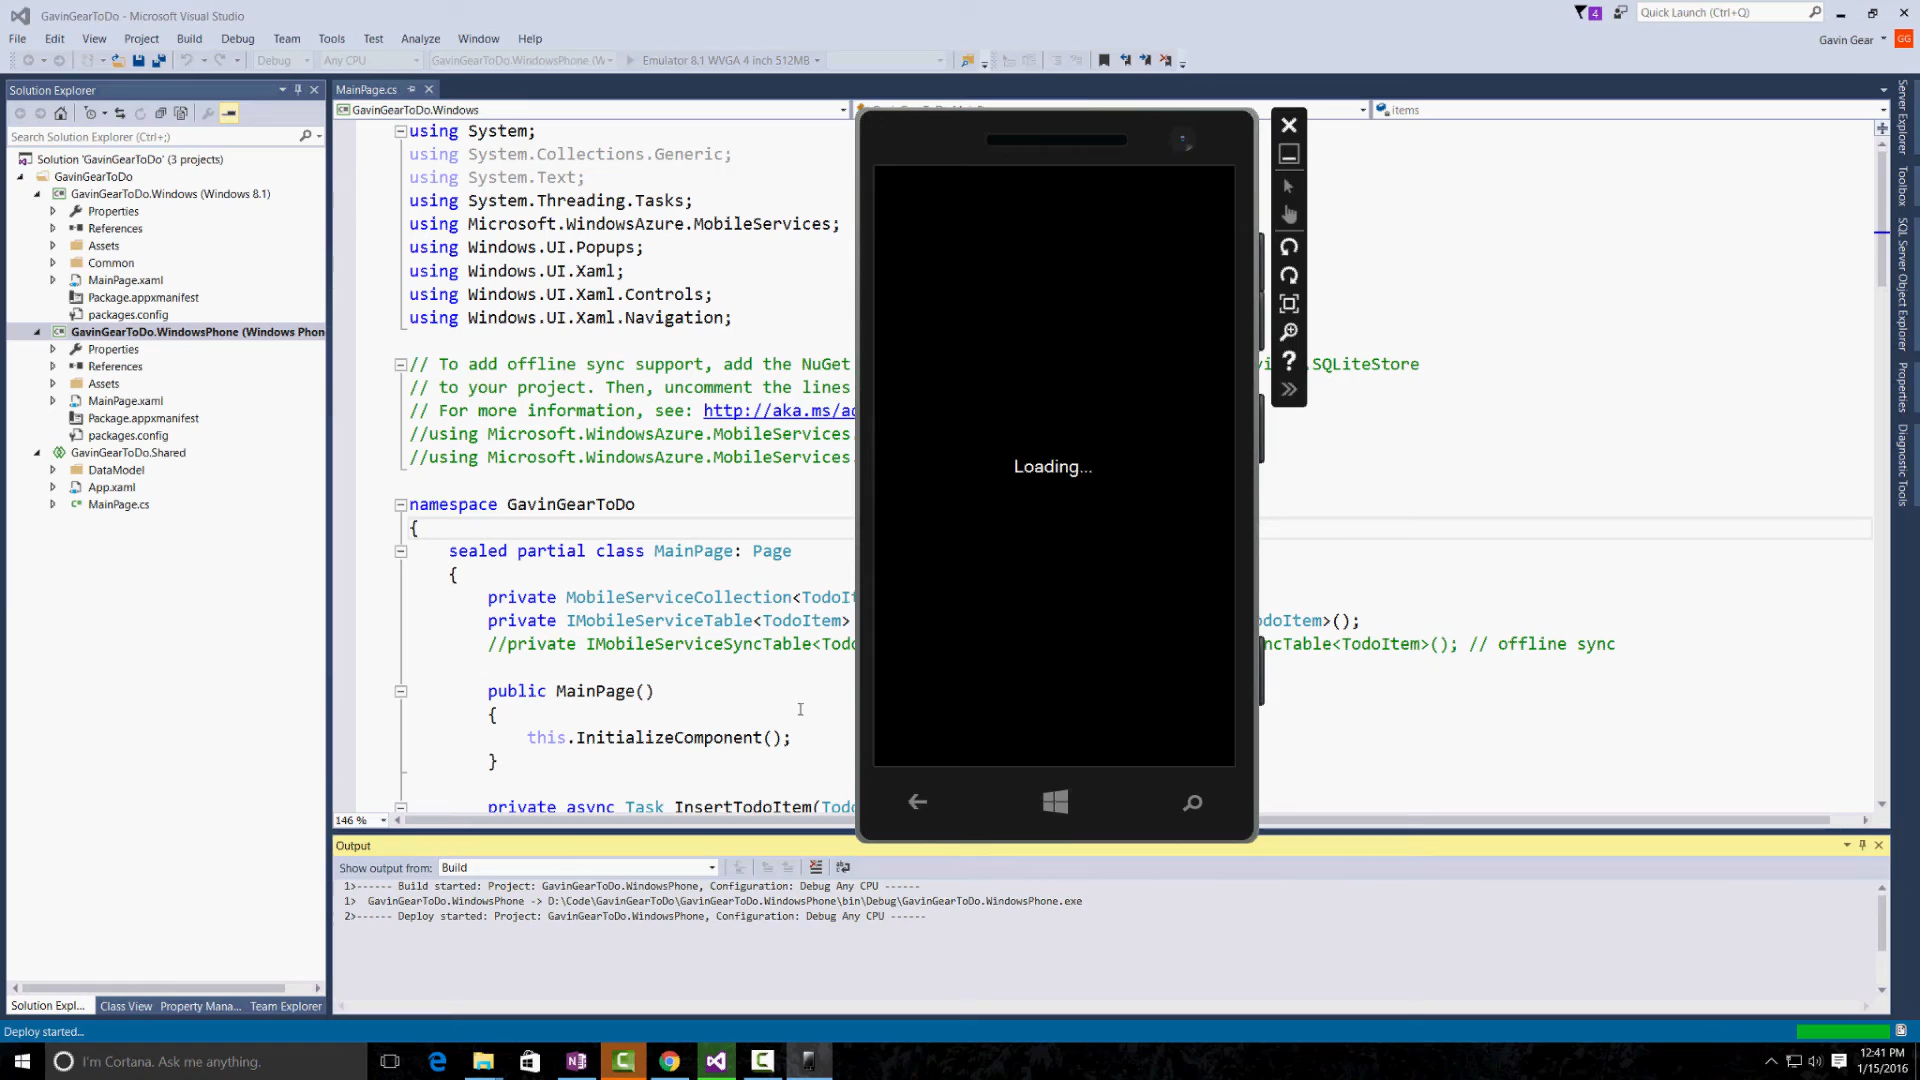 GavinGearToDo - Microsoft Visual Studio
4
Quick Launch (Ctrl+Q)
File Edit View Project Build Debug Team Tools Test Analyze Window Help
Gavin Gear GG
Debug Any CPU GavinGearToDo.WindowsPhone (W Emulator 8.1 WVGA 4 inch 512MB
Solution Explorer
Search Solution Explorer (Ctrl+;)
Solution 'GavinGearToDo' (3 projects)
GavinGearToDo
GavinGearToDo.Windows (Windows 8.1)
Properties
References
Assets
Common
MainPage.xaml
Package.appxmanifest
packages.config
GavinGearToDo.WindowsPhone (Windows Phon
Properties
References
Assets
MainPage.xaml
Package.appxmanifest
packages.config
GavinGearToDo.Shared
DataModel
App.xaml
MainPage.cs
Solution Expl... Class View Property Mana... Team Explorer
MainPage.cs
GavinGearToDo.Windows
items
using System;
using System.Collections.Generic;
using System.Text;
using System.Threading.Tasks;
using Microsoft.WindowsAzure.MobileServices;
using Windows.UI.Popups;
using Windows.UI.Xaml;
using Windows.UI.Xaml.Controls;
using Windows.UI.Xaml.Navigation;
// To add offline sync support, add the NuGet .SQLiteStore
// to your project. Then, uncomment the lines
// For more information, see: http://aka.ms/ad
//using Microsoft.WindowsAzure.MobileServices.
//using Microsoft.WindowsAzure.MobileServices.
namespace GavinGearToDo
{
sealed partial class MainPage: Page
{
private MobileServiceCollection<TodoIt
private IMobileServiceTable<TodoItem> odoItem>();
//private IMobileServiceSyncTable<Todo ncTable<TodoItem>(); // offline sync
public MainPage()
{
this.InitializeComponent();
}
private async Task InsertTodoItem(Tod
146 %
Loading...
?
Server Explorer
Toolbox
SQL Server Object Explorer
Properties
Diagnostic Tools
Output
Show output from: Build
1>------ Build started: Project: GavinGearToDo.WindowsPhone, Configuration: Debug Any CPU ------
1> GavinGearToDo.WindowsPhone -> D:\Code\GavinGearToDo\GavinGearToDo.WindowsPhone\bin\Debug\GavinGearToDo.WindowsPhone.exe
2>------ Deploy started: Project: GavinGearToDo.WindowsPhone, Configuration: Debug Any CPU ------
Deploy started...
I'm Cortana. Ask me anything.
12:41 PM
1/15/2016